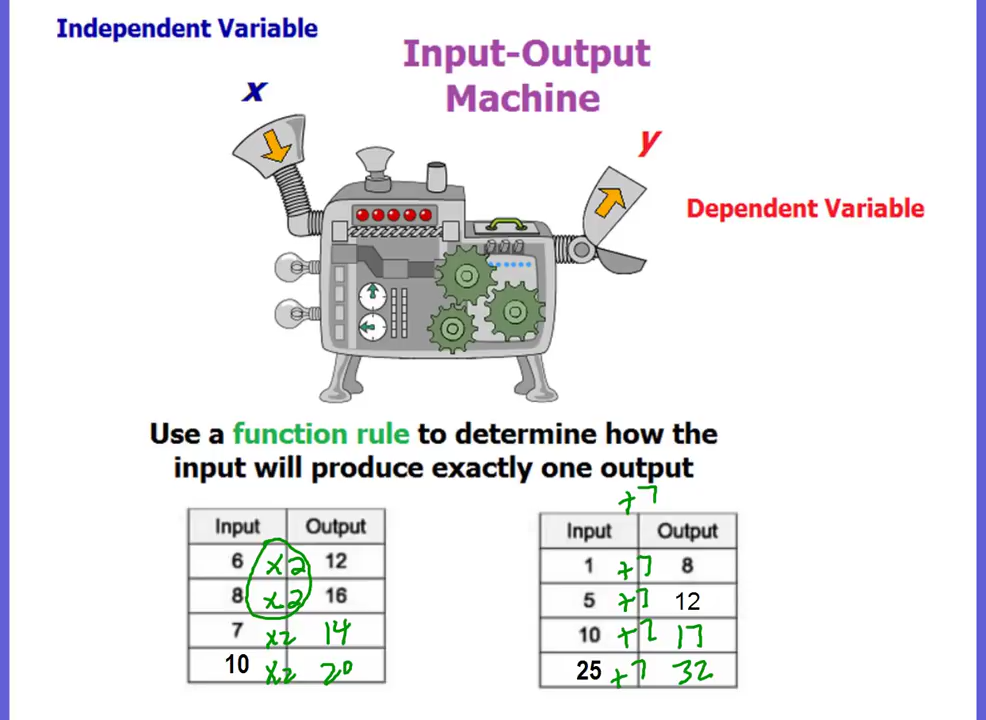 Independent Variable
Input-Output
Machine
x
y
Dependent Variable
Use a function rule to determine how the
input will produce exactly one output
Input Output
6 x2 12
8 x2 16
7 x2 14
10 x2 20
+7
Input Output
1 +7 8
5 +7 12
10 +7 17
25 +7 32